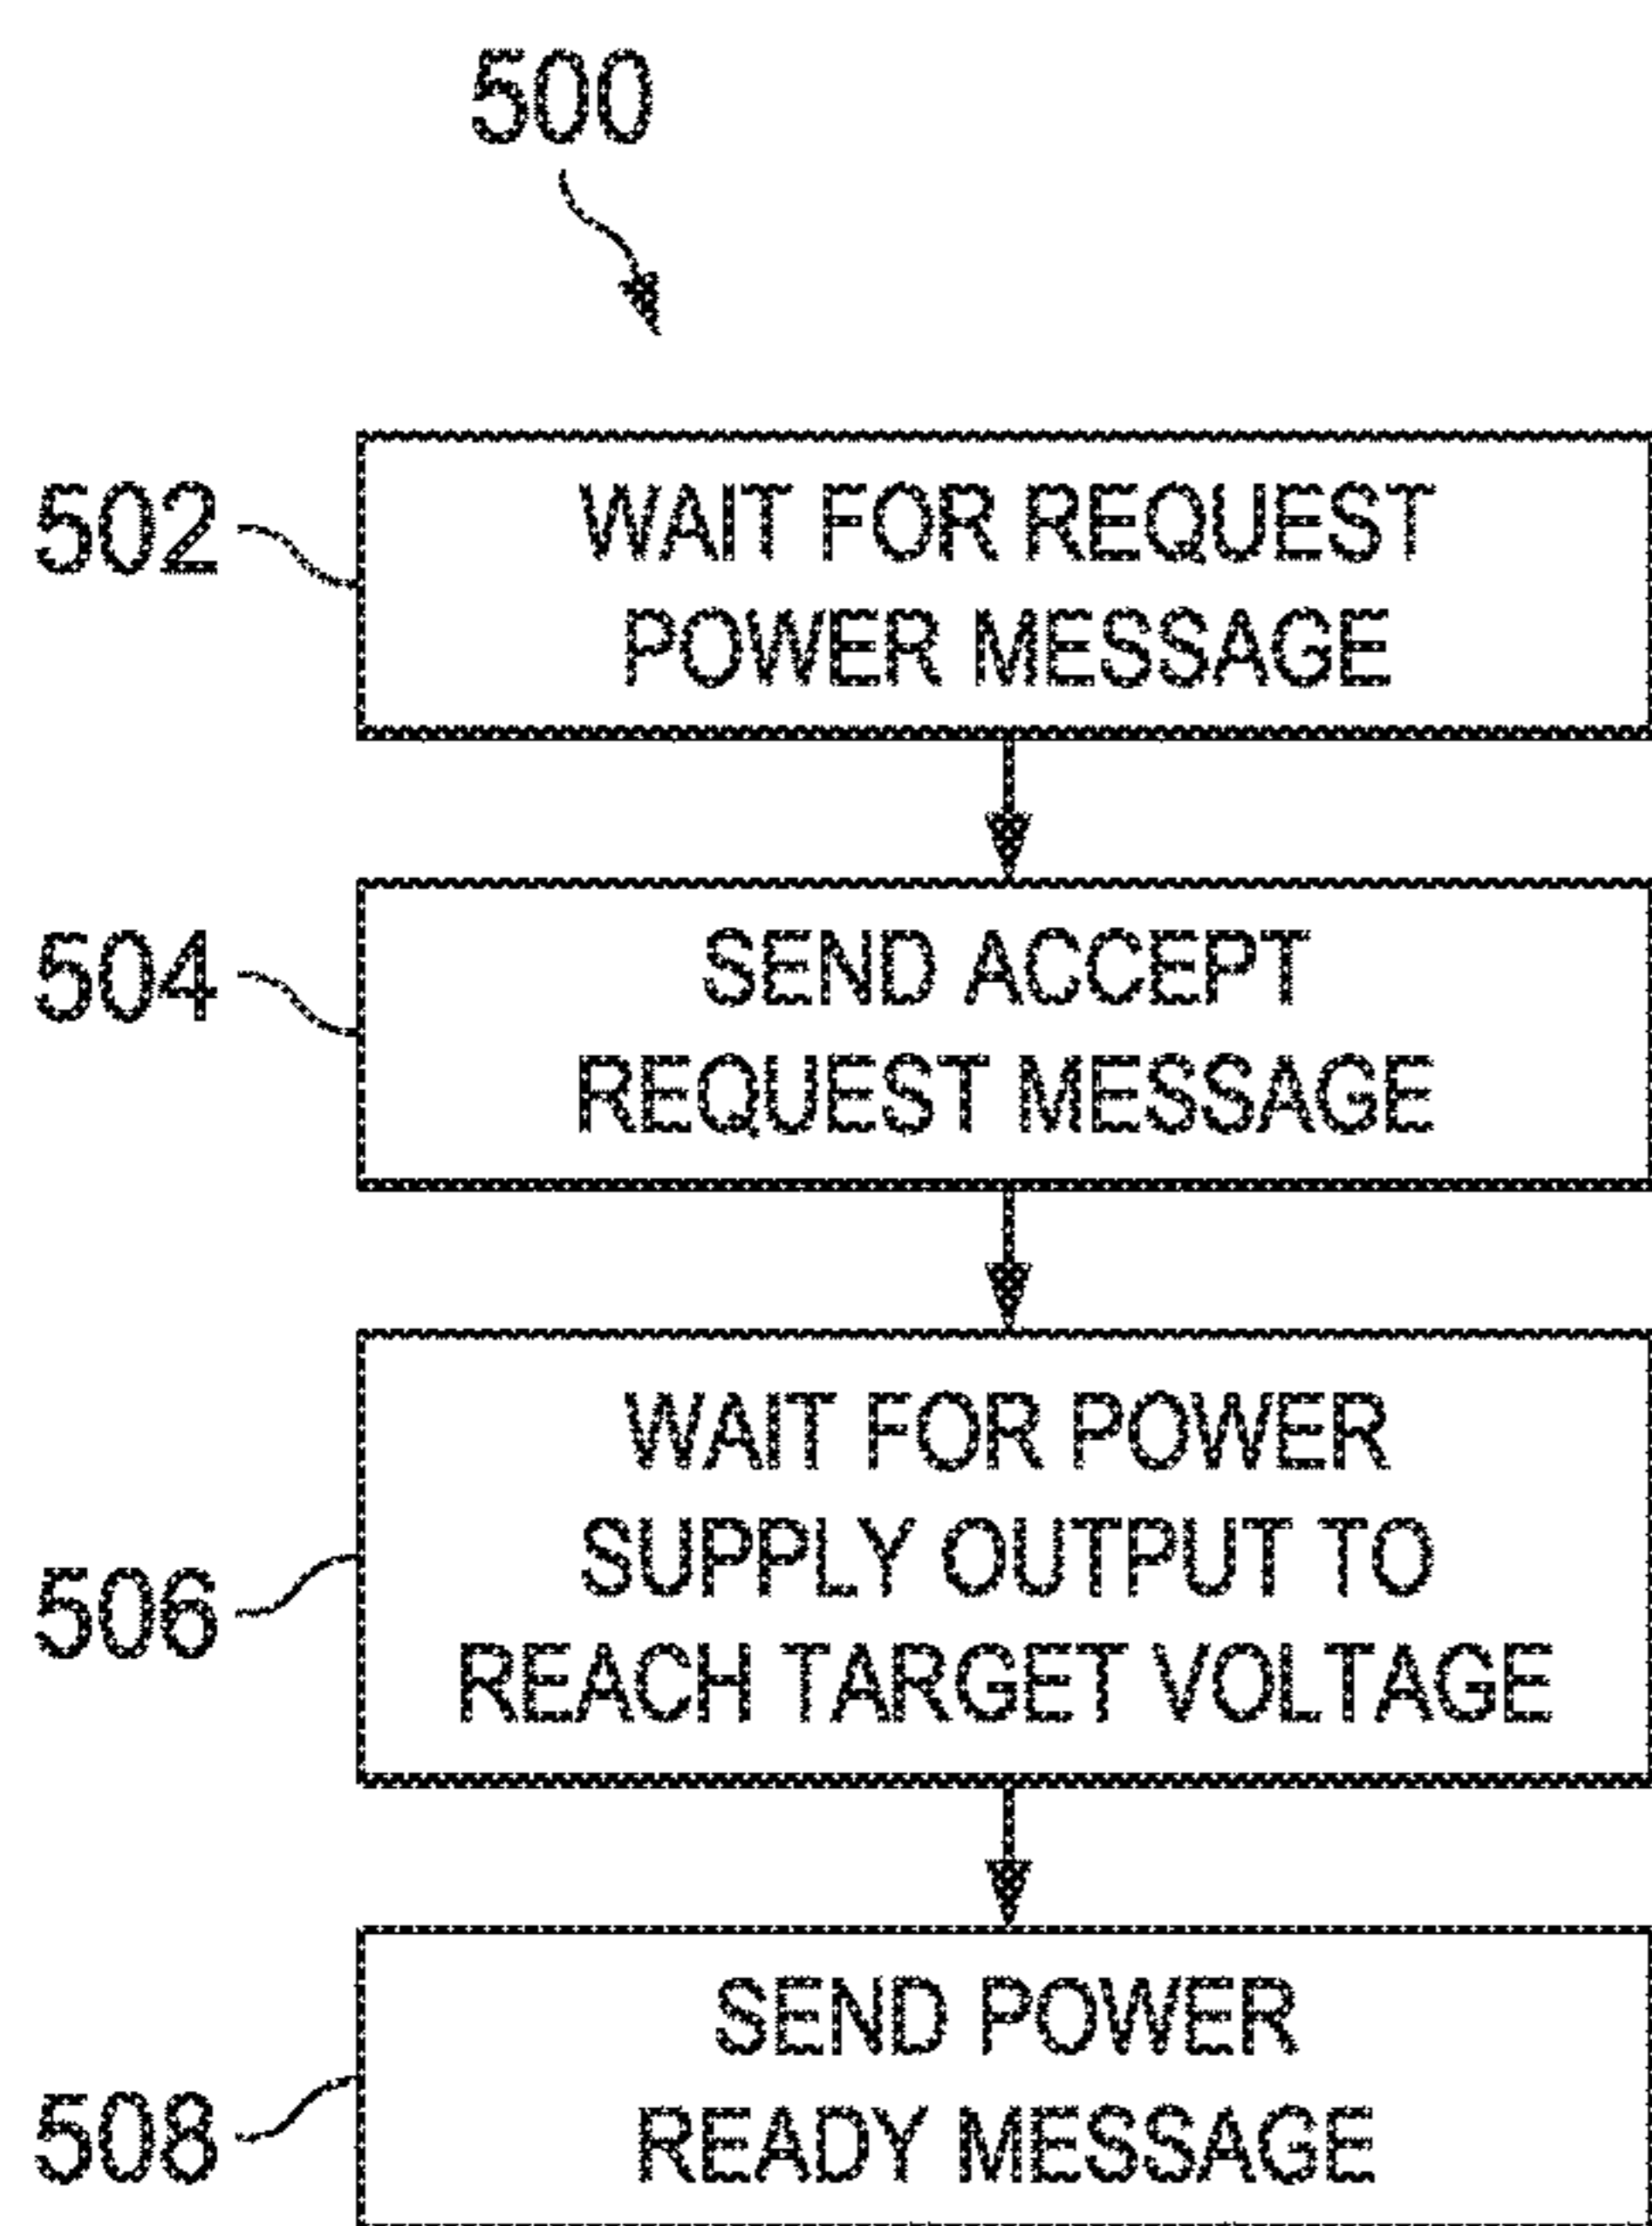 500
502
WAIT FOR REQUEST
POWER MESSAGE
504
SEND ACCEPT
REQUEST MESSAGE
506
WAIT FOR POWER
SUPPLY OUTPUT TO
REACH TARGET VOLTAGE
508
SEND POWER
READY MESSAGE